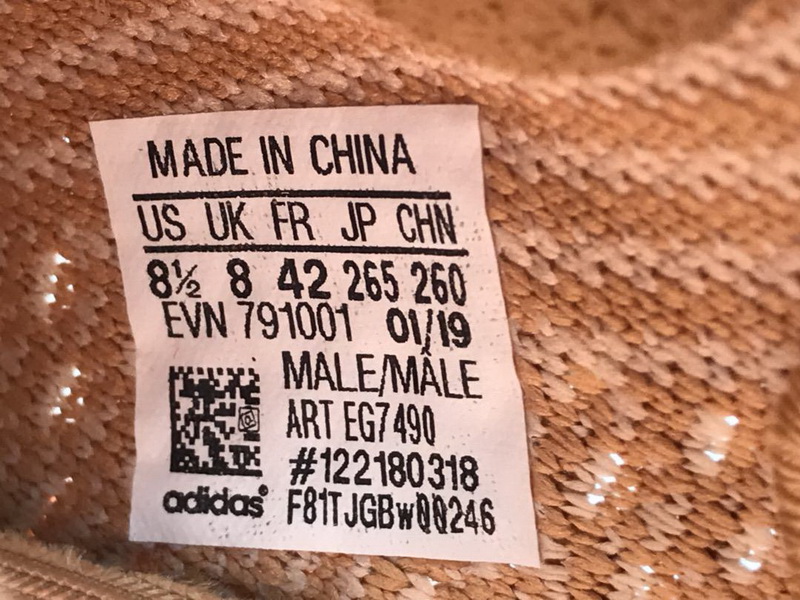 MADE IN CHINA
US UK FR JP CHN
8½ 8 42 265 260
EVN 791001 01/19
MALE/MÂLE
ART EG7490
#122180318
adidas®
F81TJGBw00246